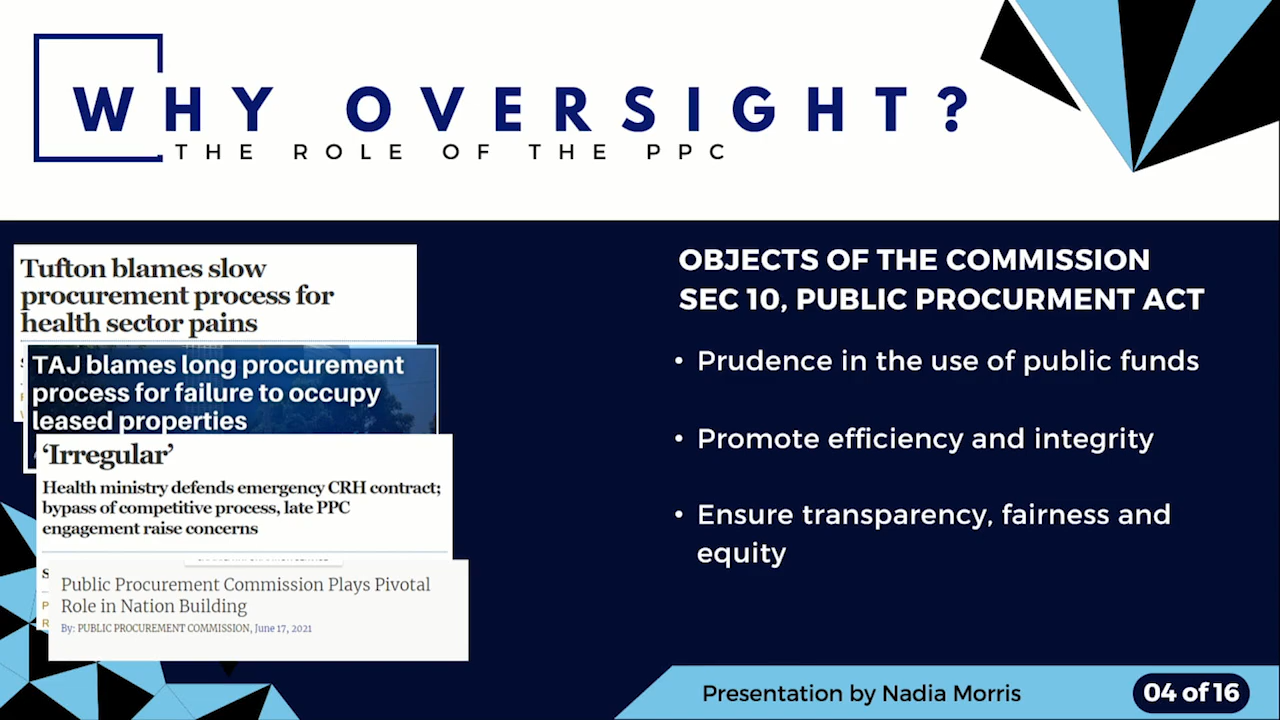 WHY OVERSIGHT?
THE ROLE OF THE PPC
Tufton blames slow
procurement process for
health sector pains
TAJ blames long procurement
process for failure to occupy
leased properties
‘Irregular’
Health ministry defends emergency CRH contract;
bypass of competitive process, late PPC
engagement raise concerns
Public Procurement Commission Plays Pivotal
Role in Nation Building
By: PUBLIC PROCUREMENT COMMISSION, June 17, 2021
OBJECTS OF THE COMMISSION
SEC 10, PUBLIC PROCURMENT ACT
• Prudence in the use of public funds
• Promote efficiency and integrity
• Ensure transparency, fairness and
equity
Presentation by Nadia Morris
04 of 16